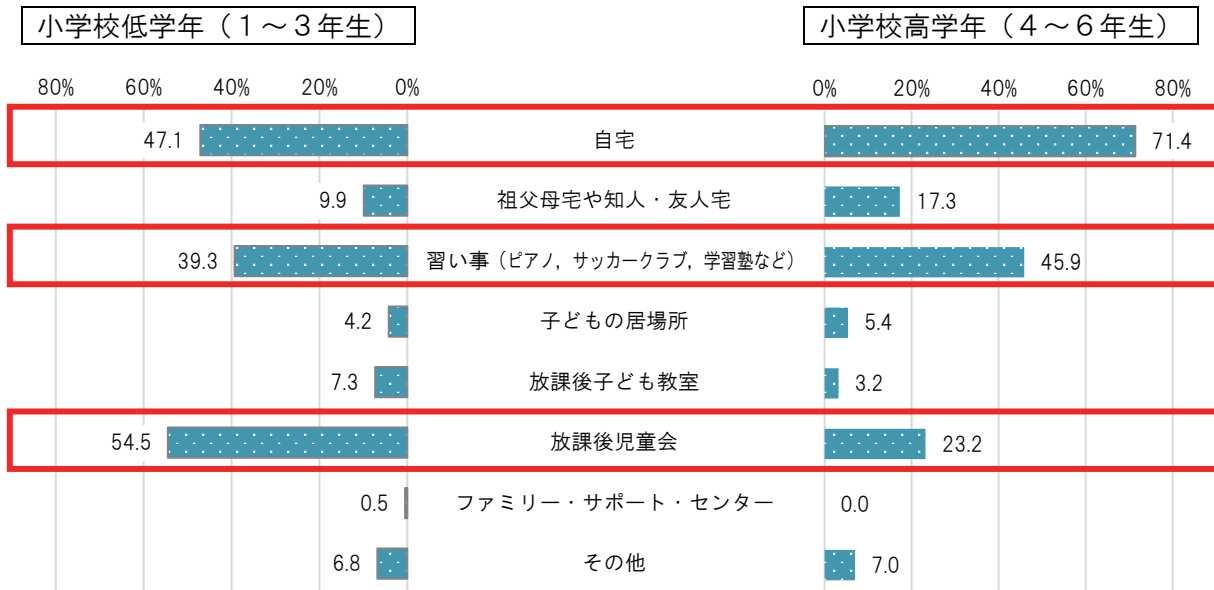 小学校低学年（１～３年生） 小学校高学年（４～６年生）
80% 60% 40% 20% 0% 0% 20% 40% 60% 80%
47.1 自宅 71.4
9.9 祖父母宅や知人・友人宅 17.3
39.3 習い事（ピアノ，サッカークラブ，学習塾など） 45.9
4.2 子どもの居場所 5.4
7.3 放課後子ども教室 3.2
54.5 放課後児童会 23.2
0.5 ファミリー・サポート・センター 0.0
6.8 その他 7.0